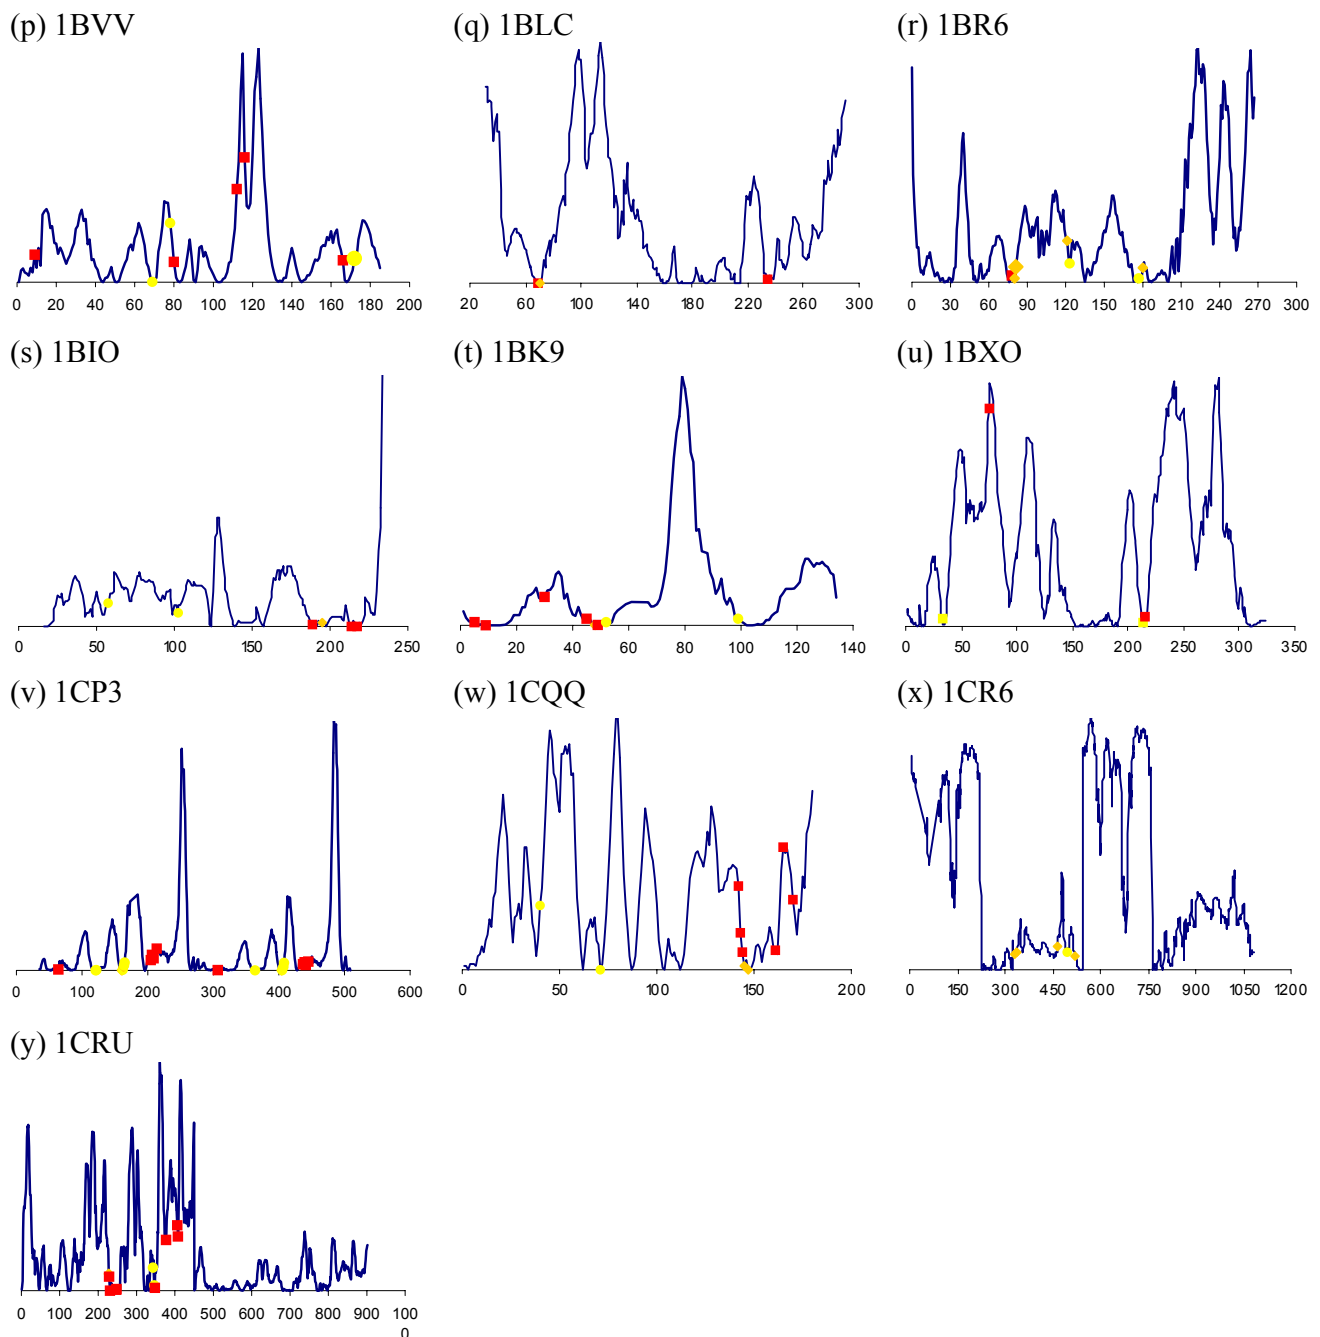 (p) 1BVV
(q) 1BLC
(r) 1BR6
0 20 40 60 80 100 120 140 160 180 200
20 60 100 140 180 220 260 300
0 30 60 90 120 150 180 210 240 270 300
(s) 1BIO
(t) 1BK9
(u) 1BXO
0 50 100 150 200 250
0 20 40 60 80 100 120 140
0 50 100 150 200 250 300 350
(v) 1CP3
(w) 1CQQ
(x) 1CR6
0 100 200 300 400 500 600
0 50 100 150 200
0 150 300 450 600 750 900 1050 1200
(y) 1CRU
0 100 200 300 400 500 600 700 800 900 100
0